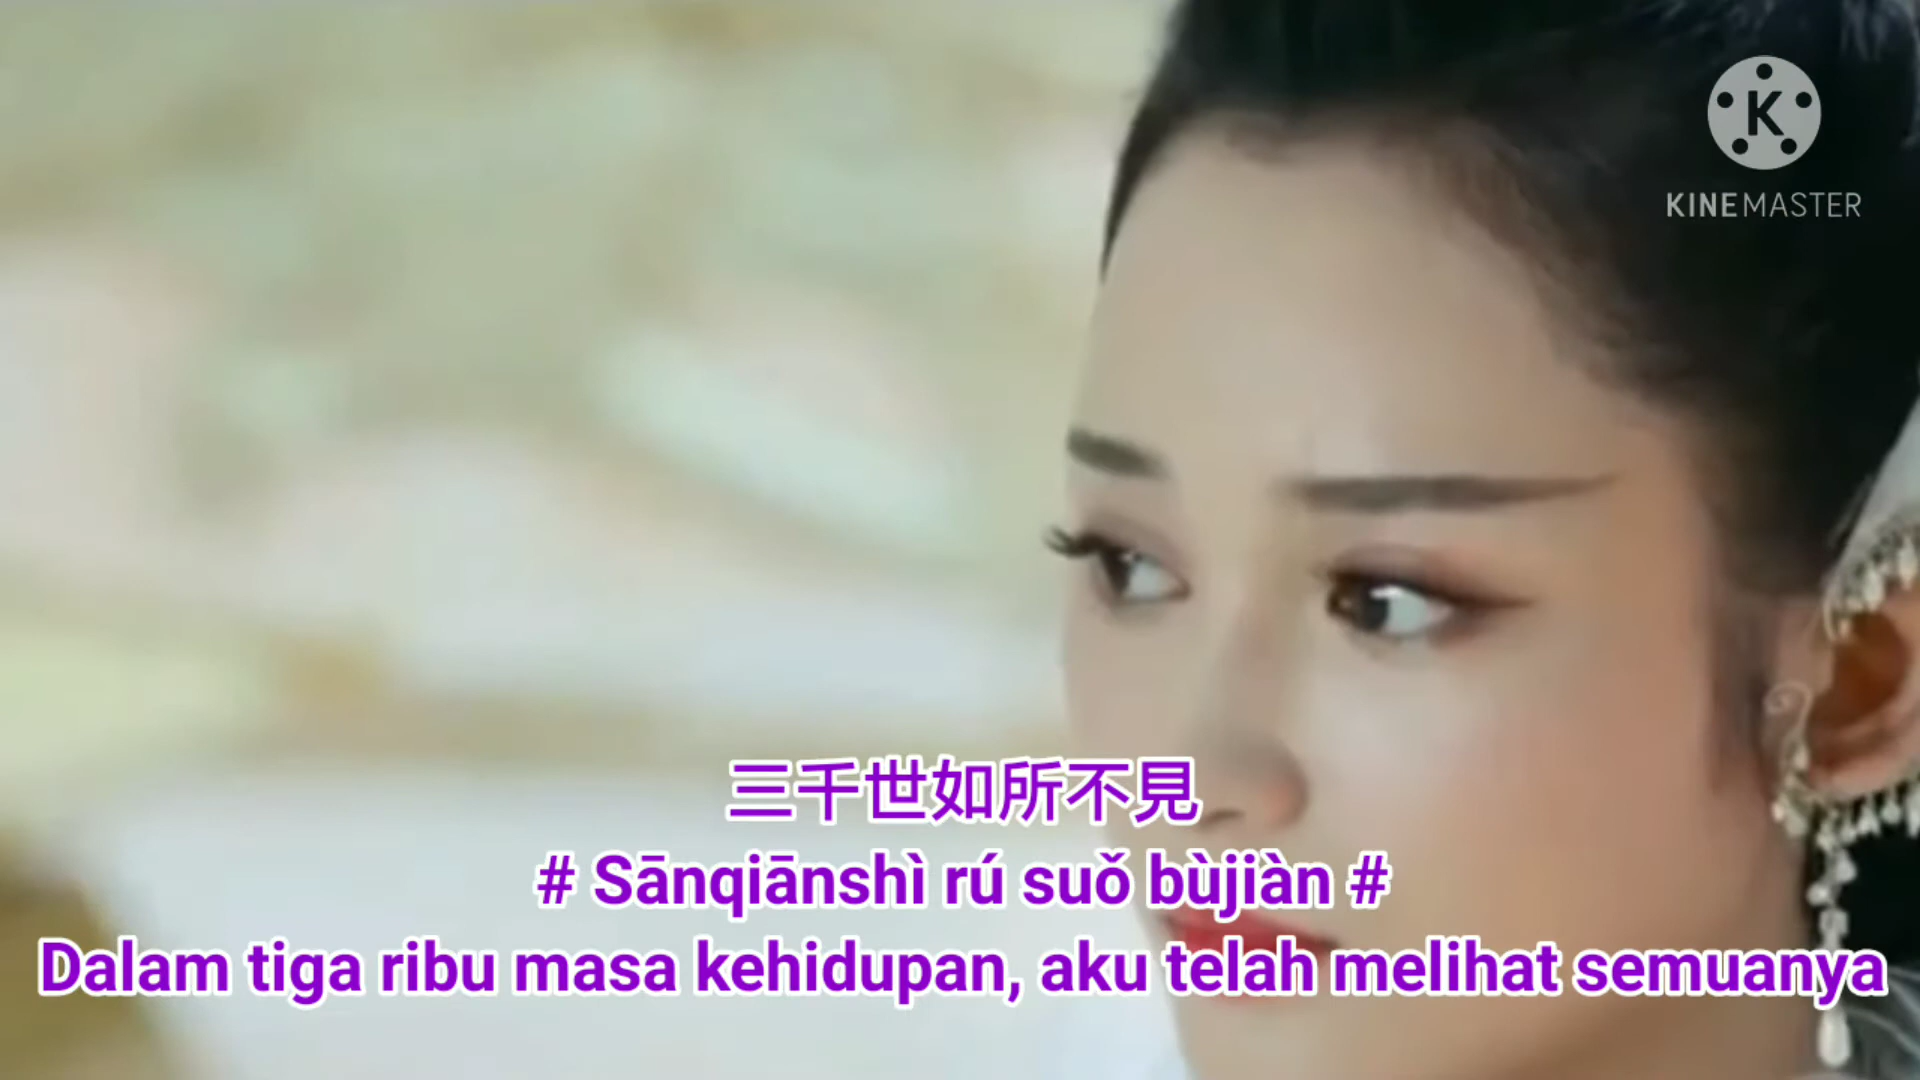 K
KINEMASTER
三千世如所不見
# Sānqiānshì rú suǒ bùjiàn #
Dalam tiga ribu masa kehidupan, aku telah melihat semuanya